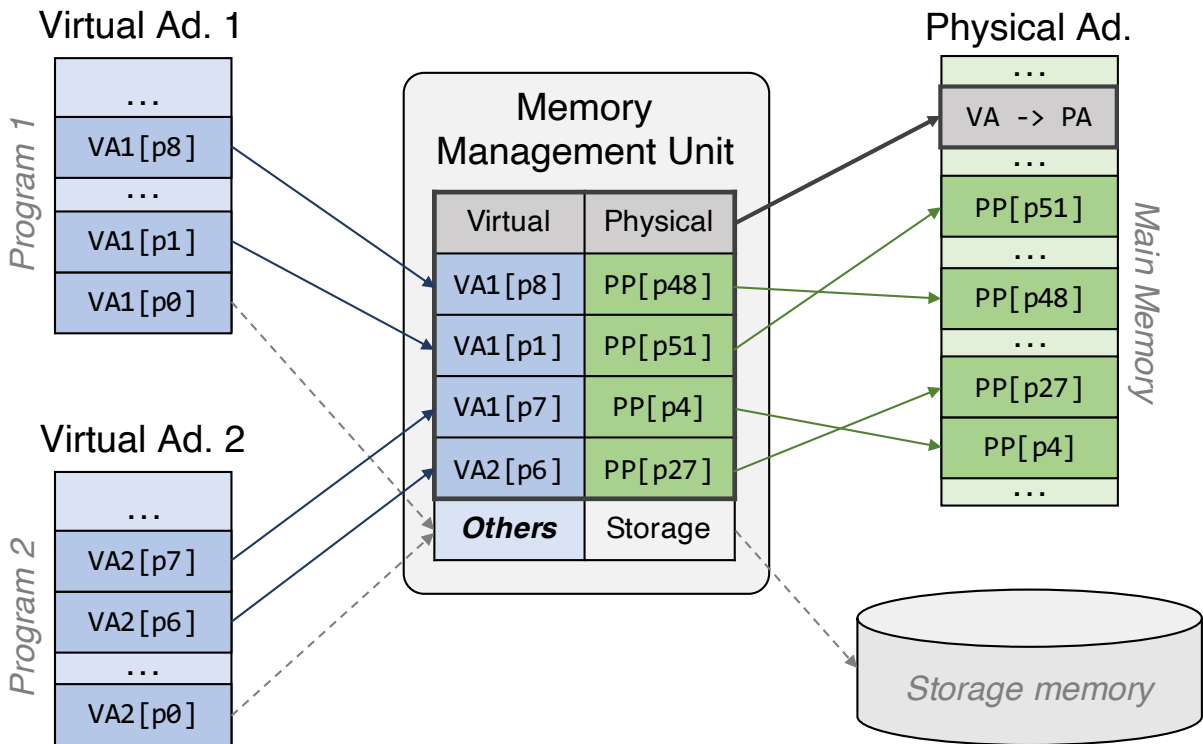 Virtual Ad. 1
Program 1
...
VA1[p8]
...
VA1[p1]
VA1[p0]
Virtual Ad. 2
Program 2
...
VA2[p7]
VA2[p6]
...
VA2[p0]
Memory
Management Unit
Virtual Physical
VA1[p8] PP[p48]
VA1[p1] PP[p51]
VA1[p7] PP[p4]
VA2[p6] PP[p27]
Others Storage
Physical Ad.
Main Memory
...
VA -> PA
...
PP[p51]
...
PP[p48]
...
PP[p27]
PP[p4]
...
Storage memory